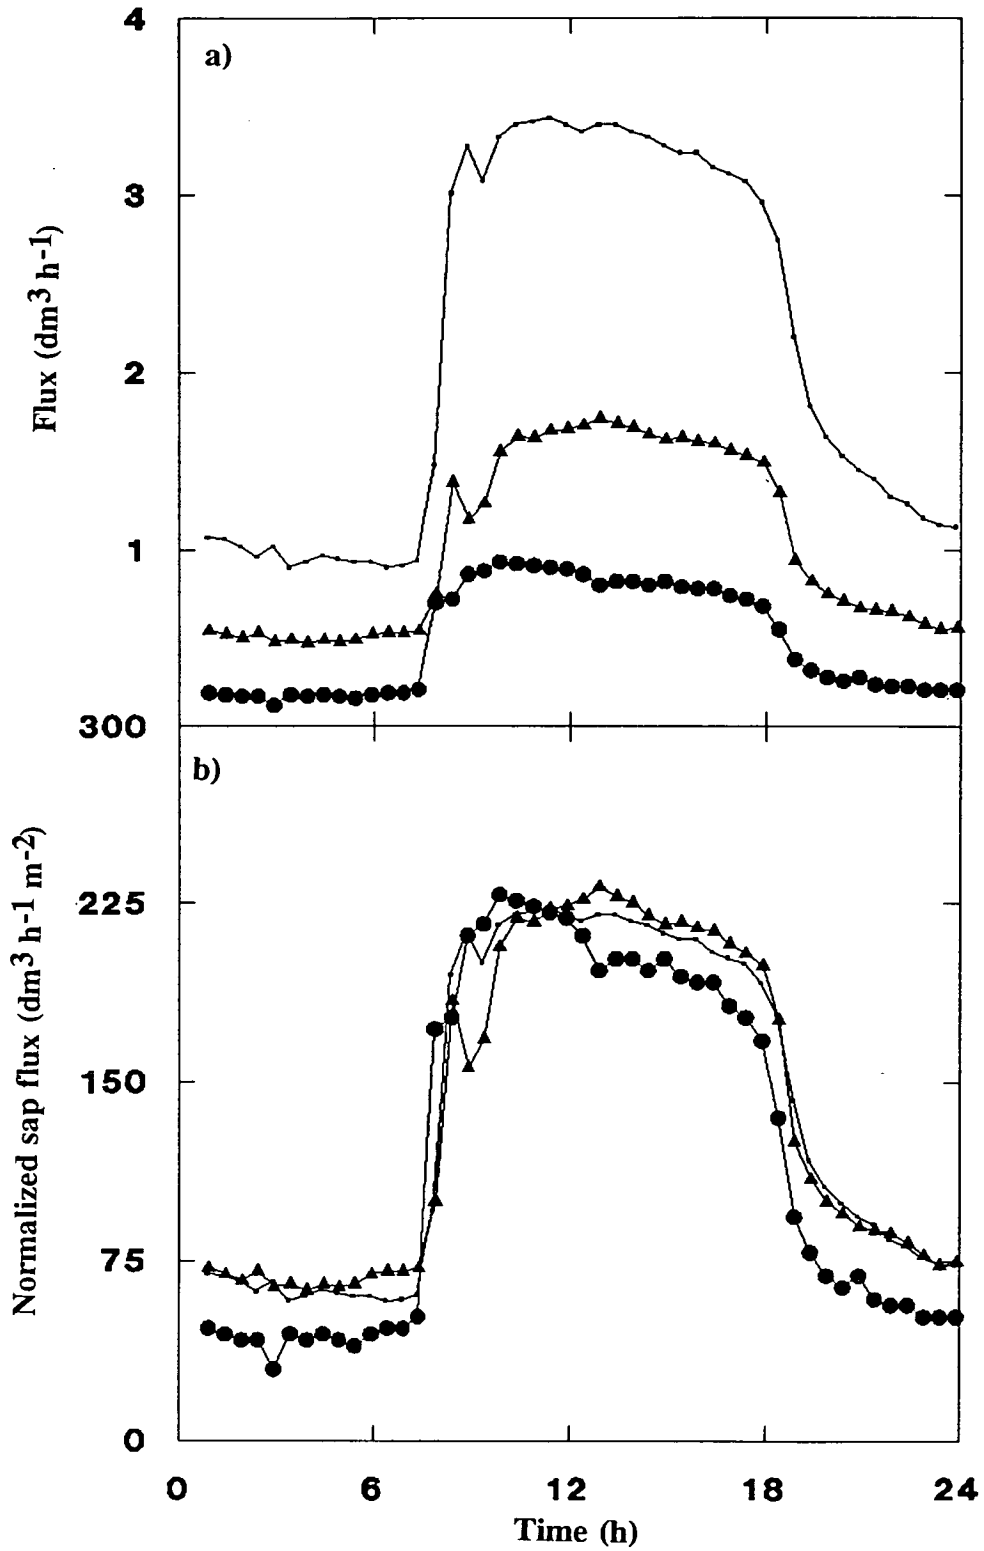 4
a)
3
2
1
Flux (dm3 h-1)
300
b)
225
150
75
0
Normalized sap flux (dm3 h-1 m-2)
0 6 12 18 24
Time (h)